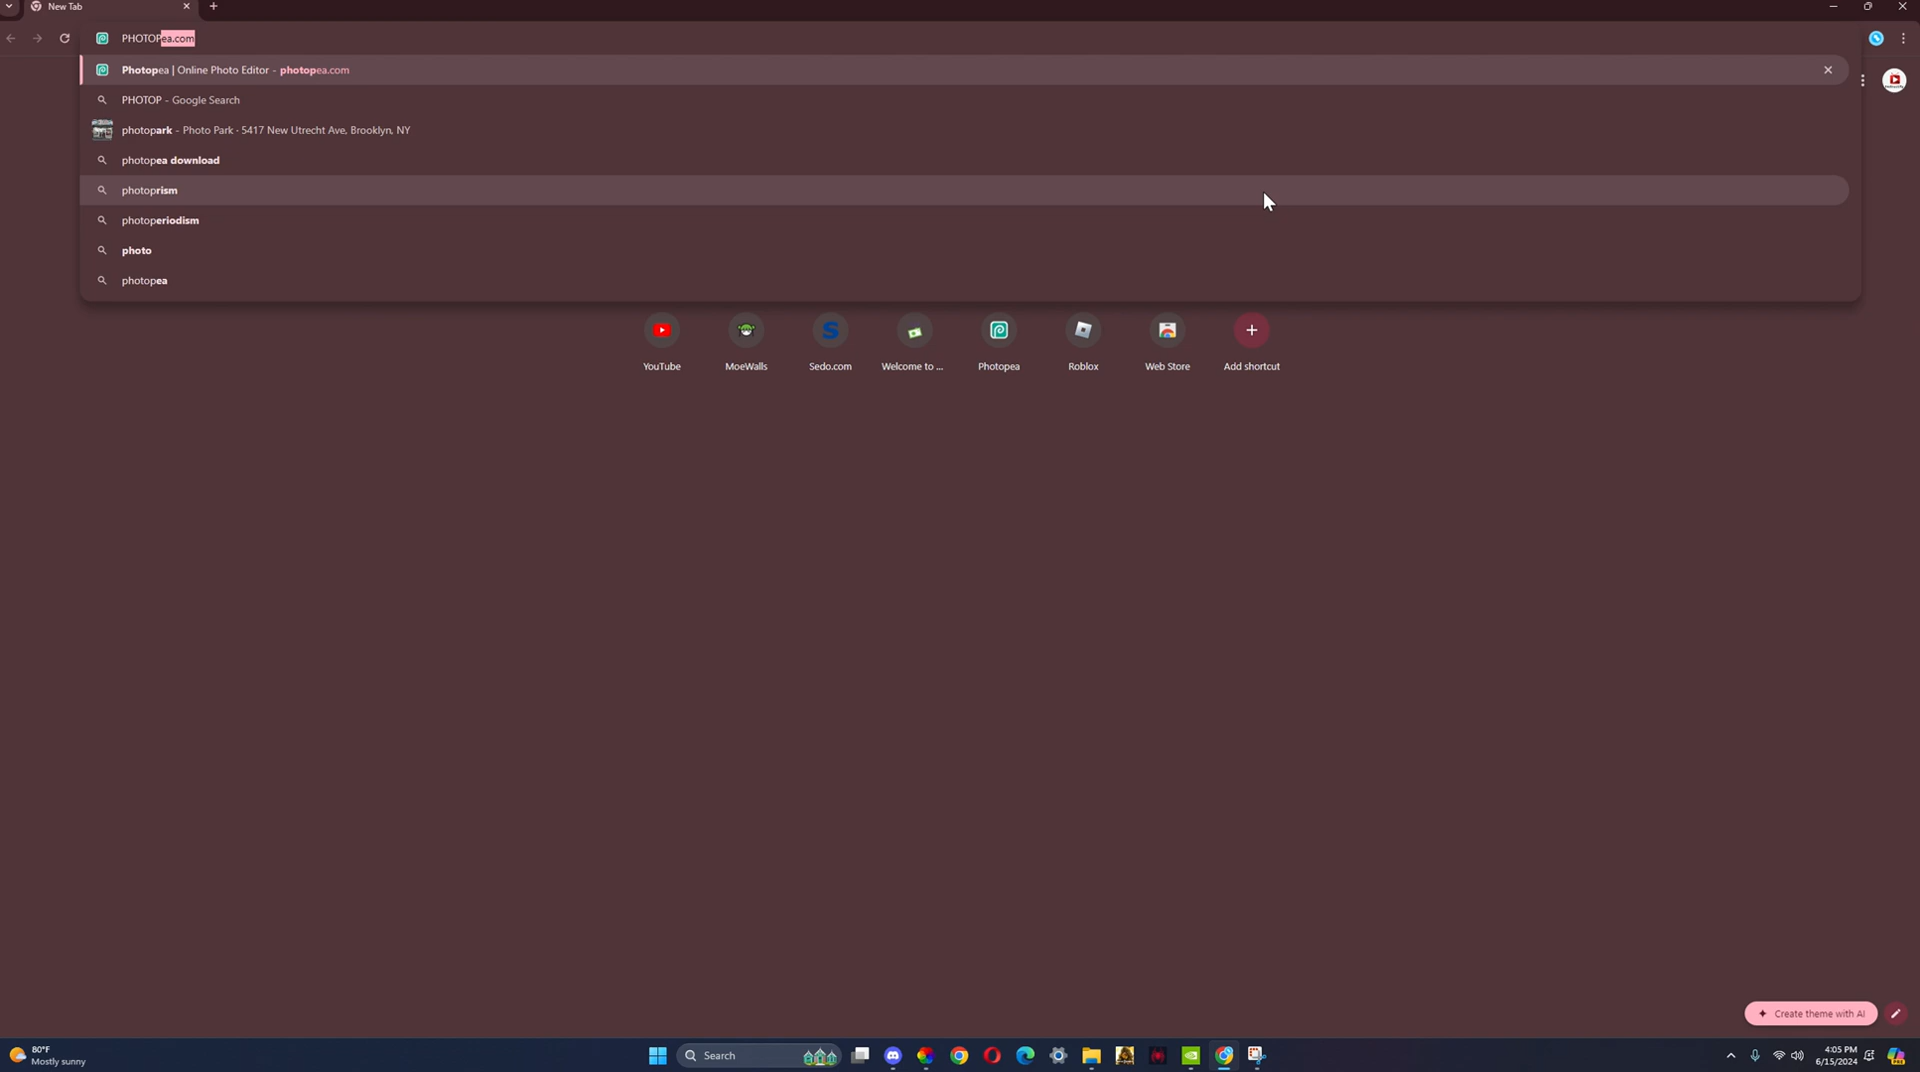 New Tab
PHOTOPea.com
Photopea | Online Photo Editor - photopea.com
PHOTOP - Google Search
photopark - Photo Park · 5417 New Utrecht Ave, Brooklyn, NY
photopea download
photoprism
photoperiodism
photo
photopea
YouTube
MoeWalls
Sedo.com
Welcome to ...
Photopea
Roblox
Web Store
Add shortcut
Create theme with AI
80°F
Mostly sunny
Search
4:05 PM
6/15/2024